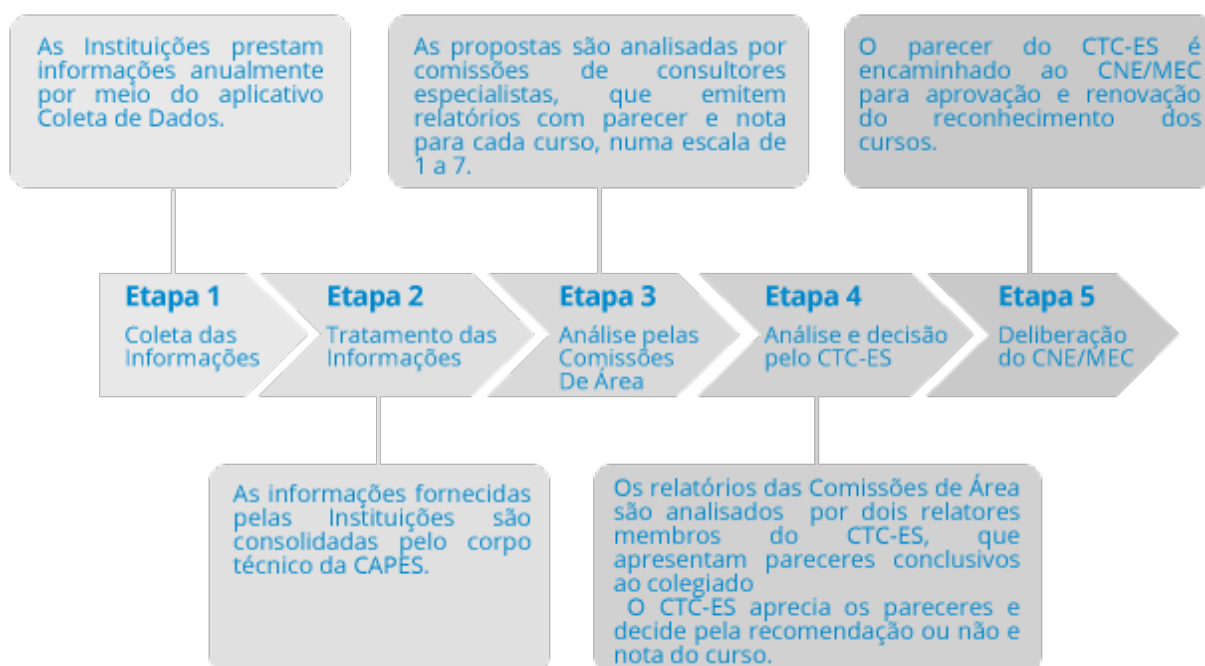 As Instituições prestam
informações anualmente
por meio do aplicativo
Coleta de Dados.
As propostas são analisadas por
comissões de consultores
especialistas, que emitem
relatórios com parecer e nota
para cada curso, numa escala de
1 a 7.
O parecer do CTC-ES é
encaminhado ao CNE/MEC
para aprovação e renovação
do reconhecimento dos
cursos.
Etapa 1
Coleta das
Informações
Etapa 2
Tratamento das
Informações
Etapa 3
Análise pelas
Comissões
De Área
Etapa 4
Análise e decisão
pelo CTC-ES
Etapa 5
Deliberação
do CNE/MEC
As informações fornecidas
pelas Instituições são
consolidadas pelo corpo
técnico da CAPES.
Os relatórios das Comissões de Área
são analisados por dois relatores
membros do CTC-ES, que
apresentam pareceres conclusivos
ao colegiado
O CTC-ES aprecia os pareceres e
decide pela recomendação ou não e
nota do curso.